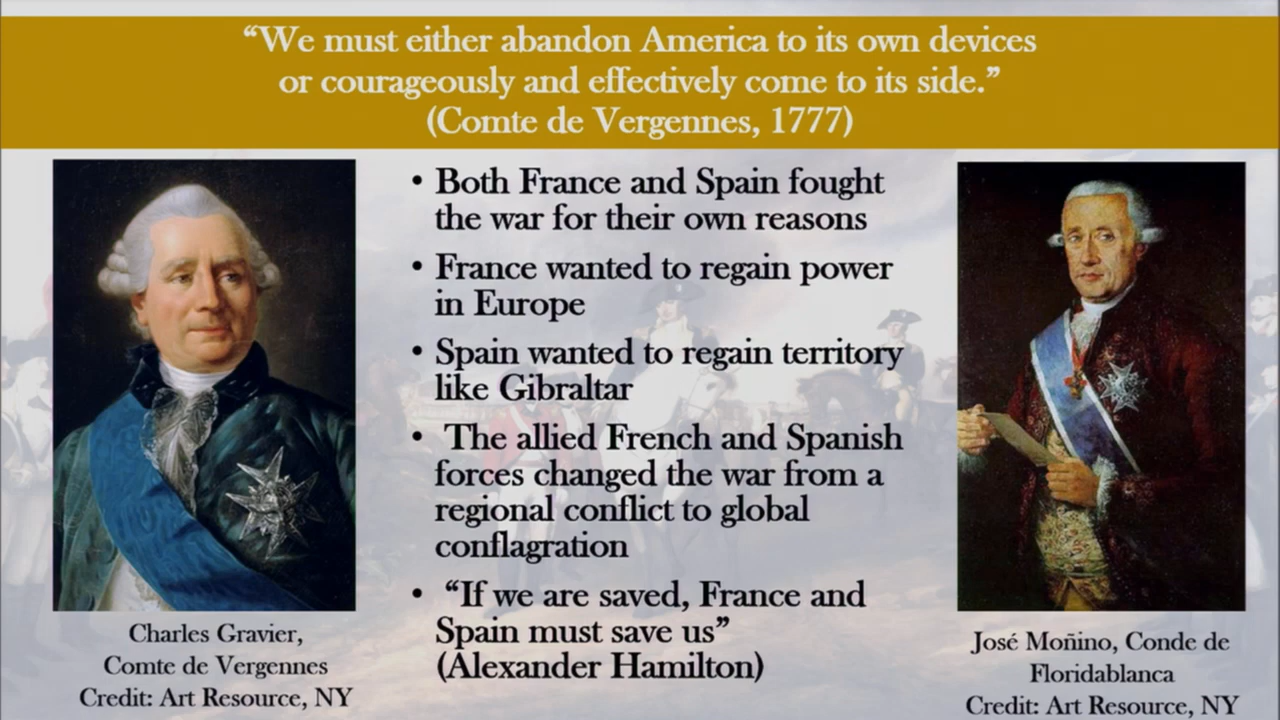 “We must either abandon America to its own devices
or courageously and effectively come to its side.”
(Comte de Vergennes, 1777)
• Both France and Spain fought
the war for their own reasons
• France wanted to regain power
in Europe
• Spain wanted to regain territory
like Gibraltar
• The allied French and Spanish
forces changed the war from a
regional conflict to global
conflagration
• “If we are saved, France and
Spain must save us”
(Alexander Hamilton)
Charles Gravier,
Comte de Vergennes
Credit: Art Resource, NY
José Moñino, Conde de
Floridablanca
Credit: Art Resource, NY